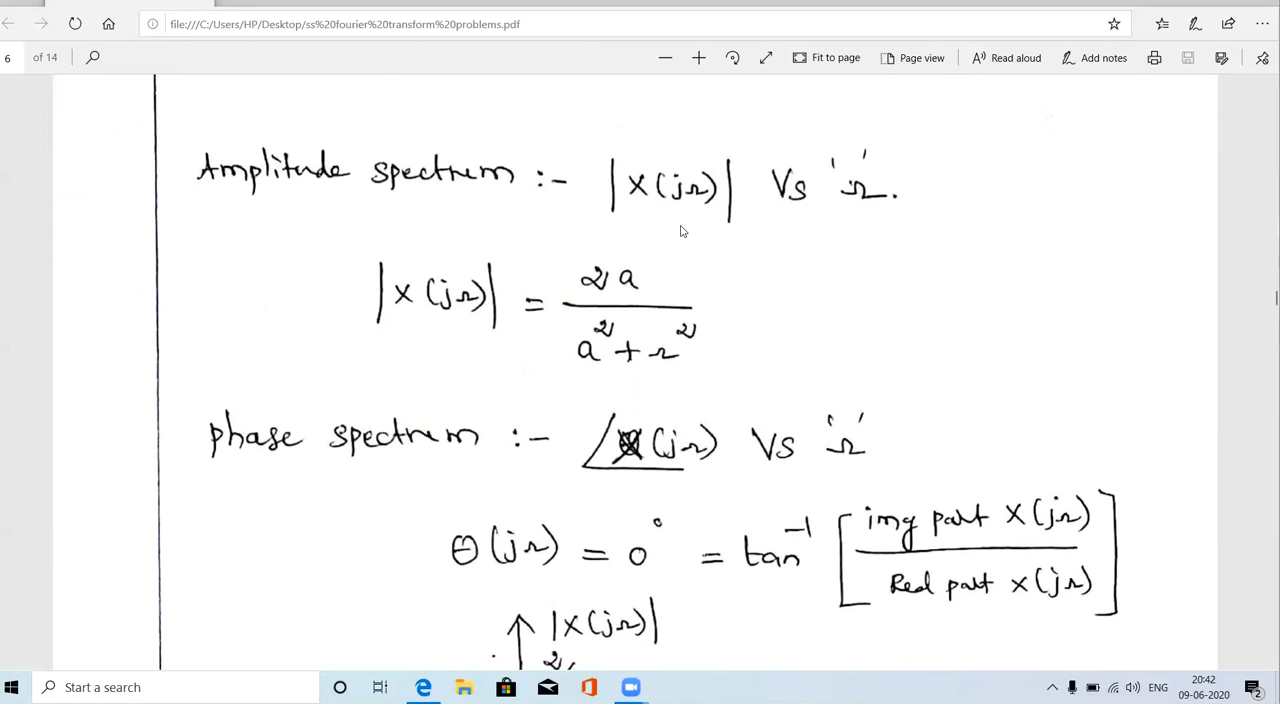 file:///C:/Users/HP/Desktop/ss%20fourier%20transform%20problems.pdf
6 of 14 Fit to page Page view Read aloud Add notes
Amplitude spectrum :- |X(jΩ)| Vs 'Ω'.
|X(jΩ)| = 2a / a²+Ω²
phase spectrum :- ∠X(jΩ) Vs 'Ω'
θ(jΩ) = 0° = tan⁻¹ [img part X(jΩ) / Real part X(jΩ)]
↑ |X(jΩ)|
Start a search
ENG
20:42
09-06-2020
2